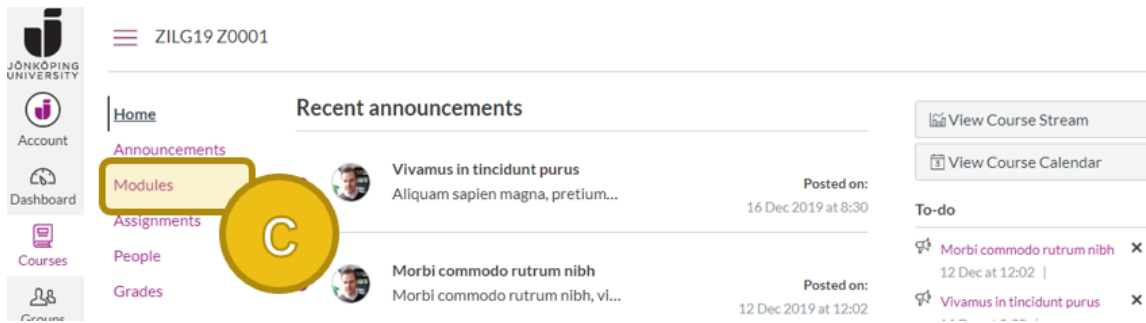 JÖNKÖPING
UNIVERSITY
Account
Dashboard
Courses
Groups
ZILG19 Z0001
Home
Announcements
Modules
Assignments
People
Grades
C
Recent announcements
Vivamus in tincidunt purus
Aliquam sapien magna, pretium...
Posted on:
16 Dec 2019 at 8:30
Morbi commodo rutrum nibh
Morbi commodo rutrum nibh, vi...
Posted on:
12 Dec 2019 at 12:02
View Course Stream
View Course Calendar
To-do
Morbi commodo rutrum nibh
12 Dec at 12:02 |
Vivamus in tincidunt purus